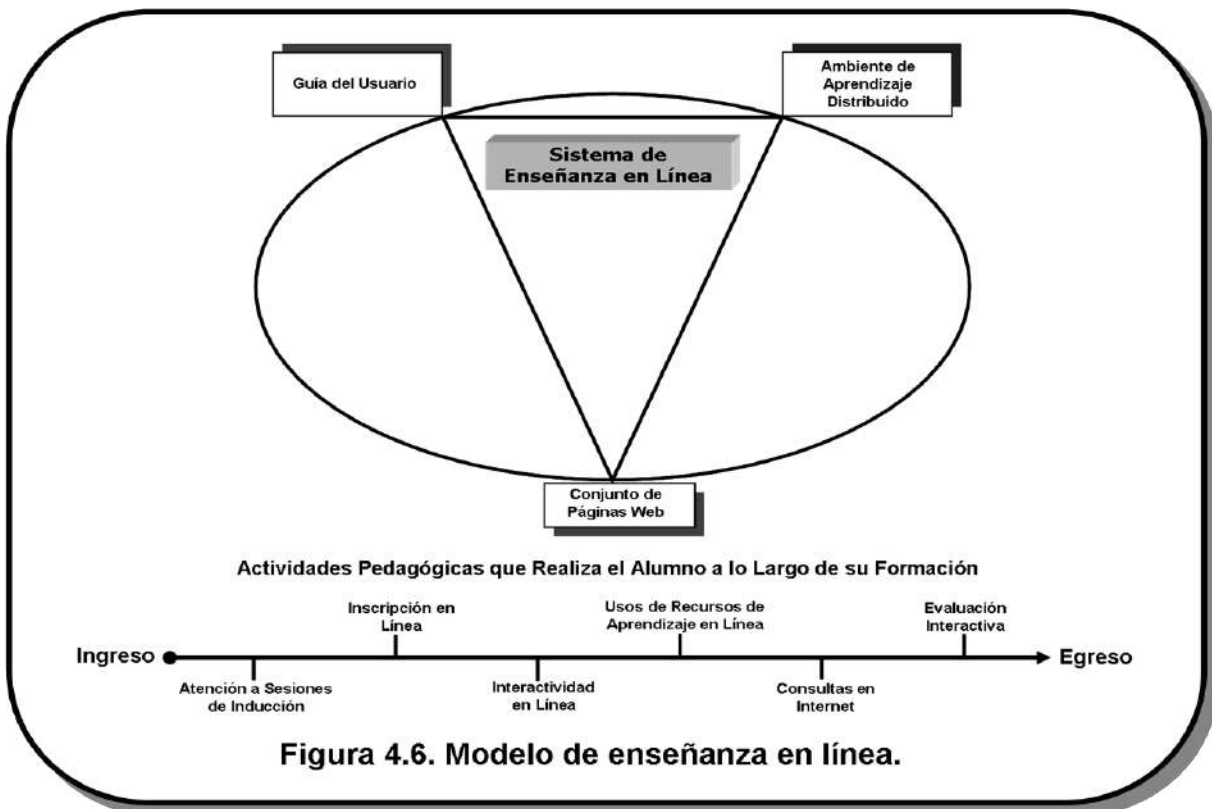 Guía del Usuario
Ambiente de
Aprendizaje
Distribuido
Sistema de
Enseñanza en Línea
Conjunto de
Páginas Web
Actividades Pedagógicas que Realiza el Alumno a lo Largo de su Formación
Inscripción en
Línea
Usos de Recursos de
Aprendizaje en Línea
Evaluación
Interactiva
Ingreso
Egreso
Atención a Sesiones
de Inducción
Interactividad
en Línea
Consultas en
Internet
Figura 4.6. Modelo de enseñanza en línea.